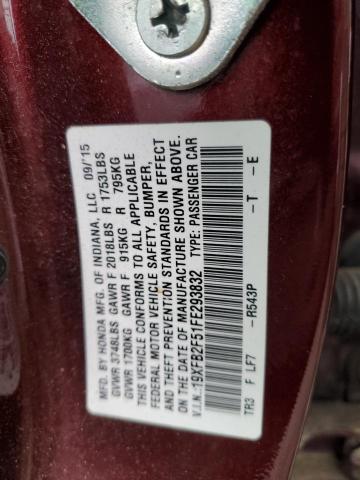 MFD. BY HONDA MFG. OF INDIANA, LLC 09/15
GVWR 3748LBS GAWR F 2018LBS R 1753LBS
GVWR 1700KG GAWR F 915KG R 795KG
THIS VEHICLE CONFORMS TO ALL APPLICABLE
FEDERAL MOTOR VEHICLE SAFETY, BUMPER,
AND THEFT PREVENTION STANDARDS IN EFFECT
ON THE DATE OF MANUFACTURE SHOWN ABOVE.
V.I.N.: 19XFB2F51FE293832 TYPE: PASSENGER CAR
TR3 F LF7 -R543P -T -E